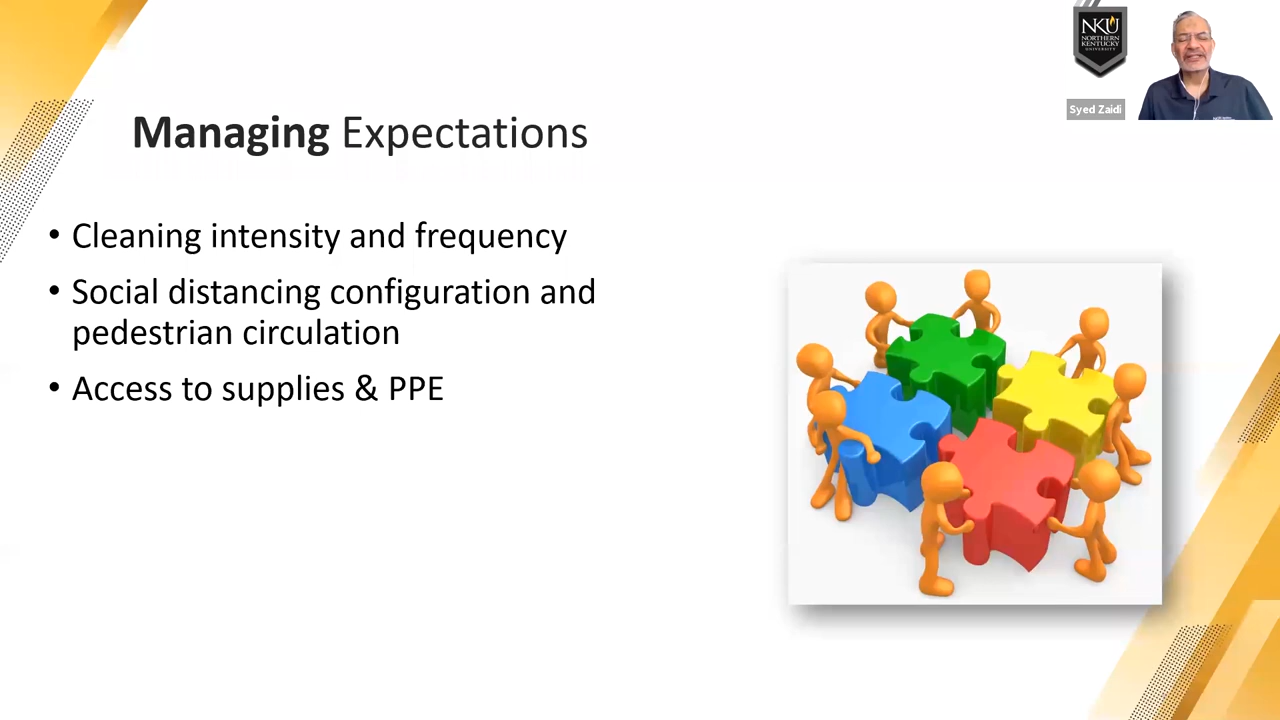 NKU
NORTHERN
KENTUCKY
UNIVERSITY
Syed Zaidi
Managing Expectations
• Cleaning intensity and frequency
• Social distancing configuration and
pedestrian circulation
• Access to supplies & PPE